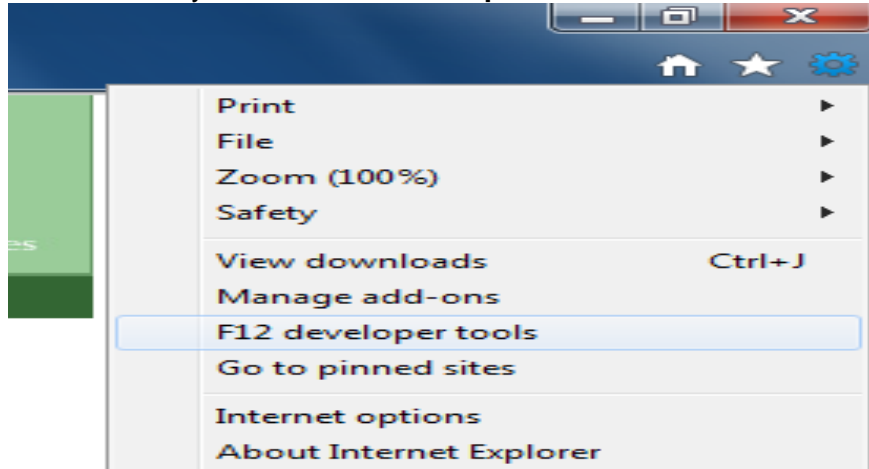 Print
File
Zoom (100%)
Safety
es
View downloads Ctrl+J
Manage add-ons
F12 developer tools
Go to pinned sites
Internet options
About Internet Explorer